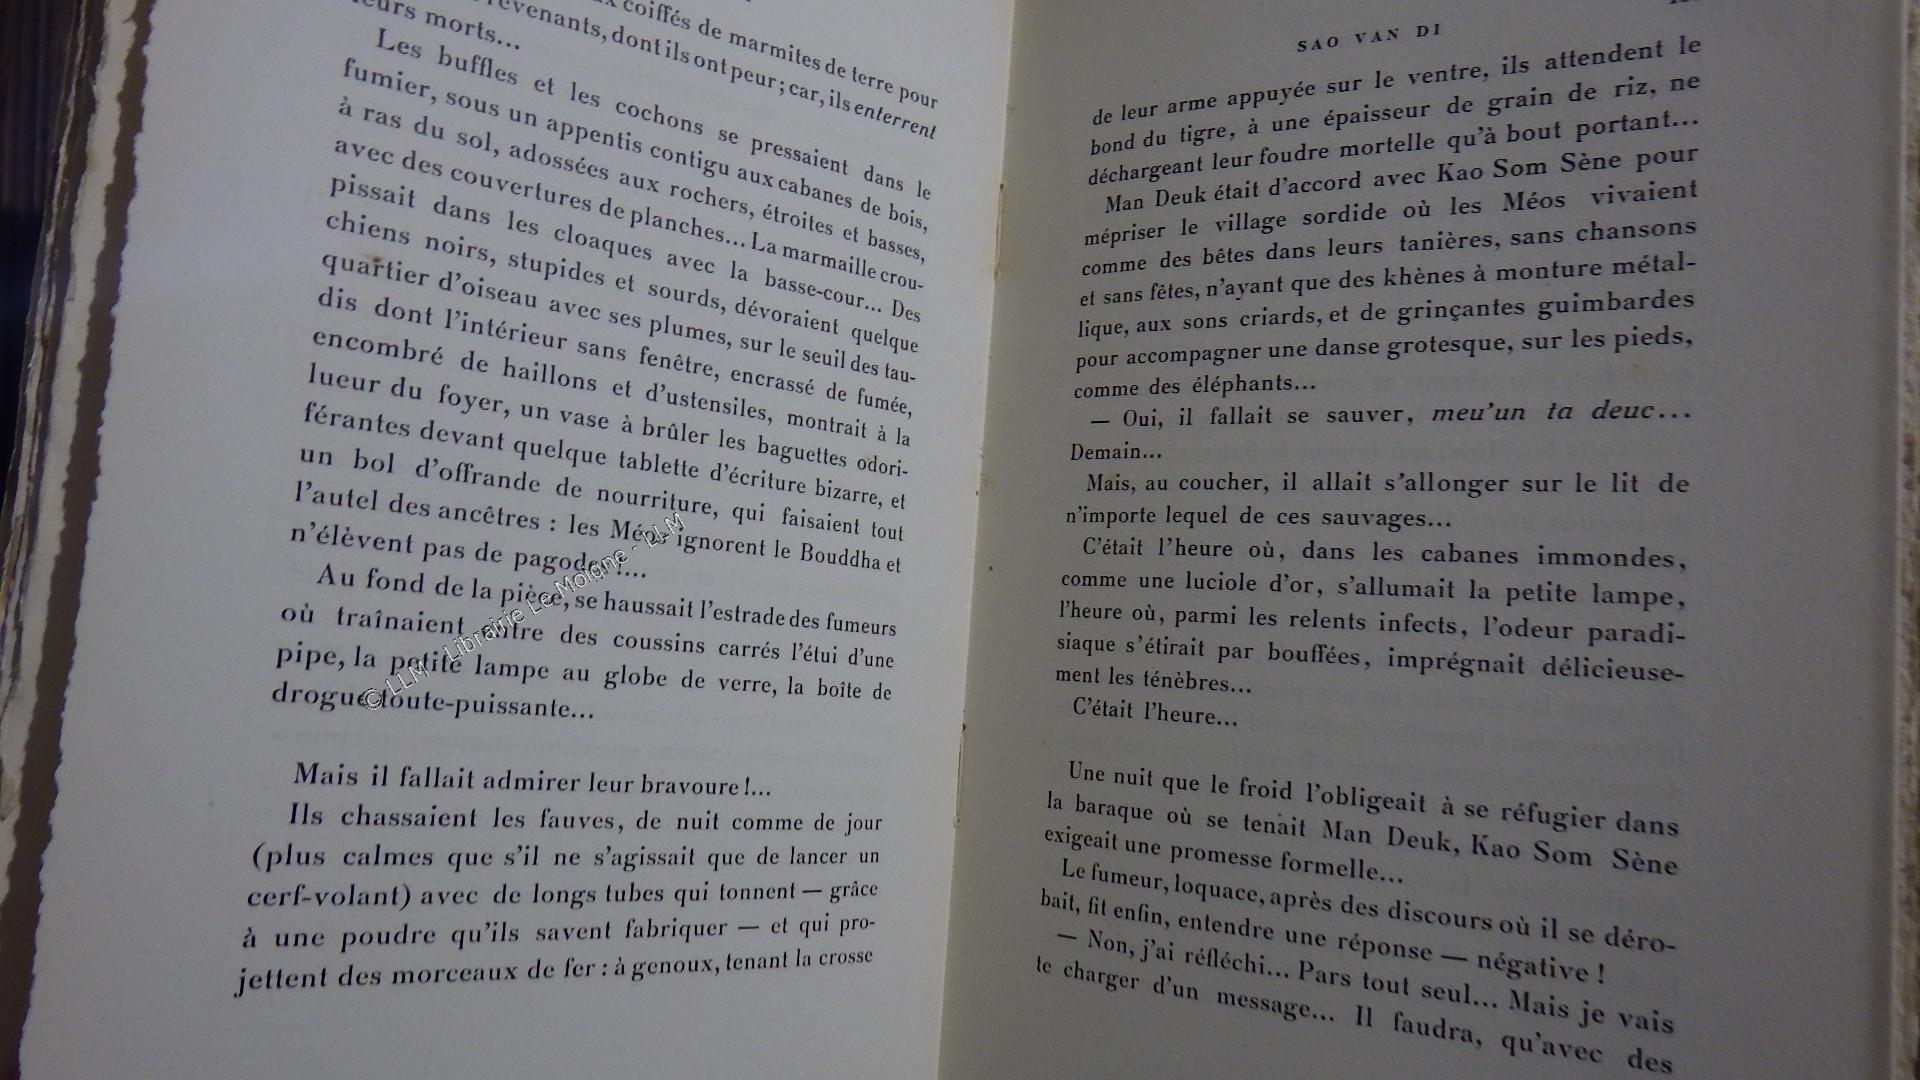 coiffés de marmites de terre pour
revenants, dont ils ont peur ; car, ils enterrent
leurs morts...
Les buffles et les cochons se pressaient dans le
fumier, sous un appentis contigu aux cabanes de bois,
à ras du sol, adossées aux rochers, étroites et basses,
avec des couvertures de planches... La marmaille crou-
pissait dans les cloaques avec la basse-cour... Des
chiens noirs, stupides et sourds, dévoraient quelque
quartier d'oiseau avec ses plumes, sur le seuil des tau-
dis dont l'intérieur sans fenêtre, encrassé de fumée,
encombré de haillons et d'ustensiles, montrait à la
lueur du foyer, un vase à brûler les baguettes odori-
férantes devant quelque tablette d'écriture bizarre, et
un bol d'offrande de nourriture, qui faisaient tout
l'autel des ancêtres : les Méos ignorent le Bouddha et
n'élèvent pas de pagodes !...
Au fond de la pièce, se haussait l'estrade des fumeurs
où traînaient entre des coussins carrés l'étui d'une
pipe, la petite lampe au globe de verre, la boîte de
drogue toute-puissante...
Mais il fallait admirer leur bravoure !...
Ils chassaient les fauves, de nuit comme de jour
(plus calmes que s'il ne s'agissait que de lancer un
cerf-volant) avec de longs tubes qui tonnent — grâce
à une poudre qu'ils savent fabriquer — et qui pro-
jettent des morceaux de fer : à genoux, tenant la crosse
© LLM - Librairie Le Moigne - LLM
SAO VAN DI
de leur arme appuyée sur le ventre, ils attendent le
bond du tigre, à une épaisseur de grain de riz, ne
déchargeant leur foudre mortelle qu'à bout portant...
Man Deuk était d'accord avec Kao Som Sène pour
mépriser le village sordide où les Méos vivaient
comme des bêtes dans leurs tanières, sans chansons
et sans fêtes, n'ayant que des khènes à monture métal-
lique, aux sons criards, et de grinçantes guimbardes
pour accompagner une danse grotesque, sur les pieds,
comme des éléphants...
— Oui, il fallait se sauver, meu'un ta deuc...
Demain...
Mais, au coucher, il allait s'allonger sur le lit de
n'importe lequel de ces sauvages...
C'était l'heure où, dans les cabanes immondes,
comme une luciole d'or, s'allumait la petite lampe,
l'heure où, parmi les relents infects, l'odeur paradi-
siaque s'étirait par bouffées, imprégnait délicieuse-
ment les ténèbres...
C'était l'heure...
Une nuit que le froid l'obligeait à se réfugier dans
la baraque où se tenait Man Deuk, Kao Som Sène
exigeait une promesse formelle...
Le fumeur, loquace, après des discours où il se déro-
bait, fit enfin, entendre une réponse — négative !
— Non, j'ai réfléchi... Pars tout seul... Mais je vais
te charger d'un message... Il faudra, qu'avec des